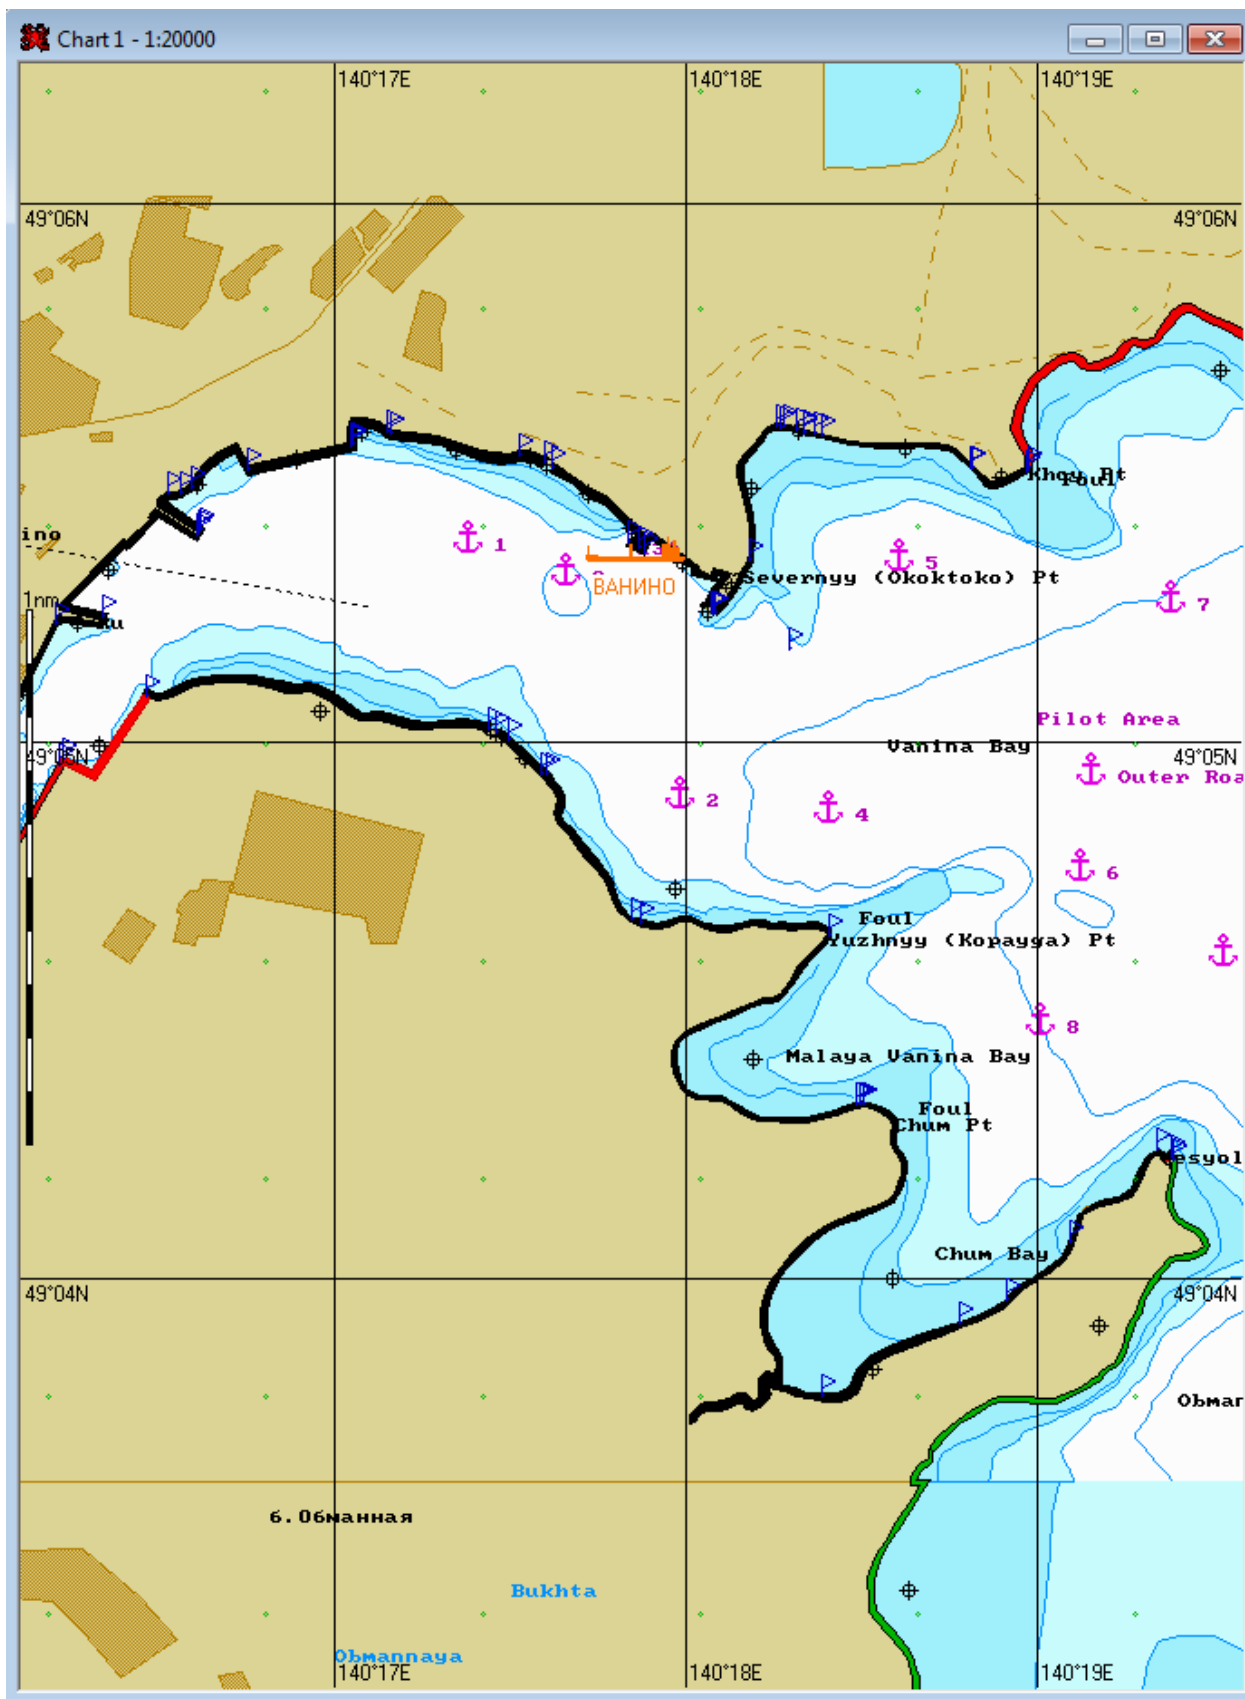 Chart 1 - 1:20000
140°17E
140°18E
140°19E
49°06N
49°06N
Khoy Pt
Foul
ino
1
3
5
ВАНИНО
Severnyy (Okoktoko) Pt
7
1nm
Pilot Area
Vanina Bay
49°05N
49°05N
Outer Roa
2
4
6
Foul
Yuzhnyy (Kopayga) Pt
8
Malaya Vanina Bay
Foul
Chum Pt
esyol
Chum Bay
49°04N
49°04N
Obman
б.Обманная
Bukhta
Obmannaya
140°17E
140°18E
140°19E